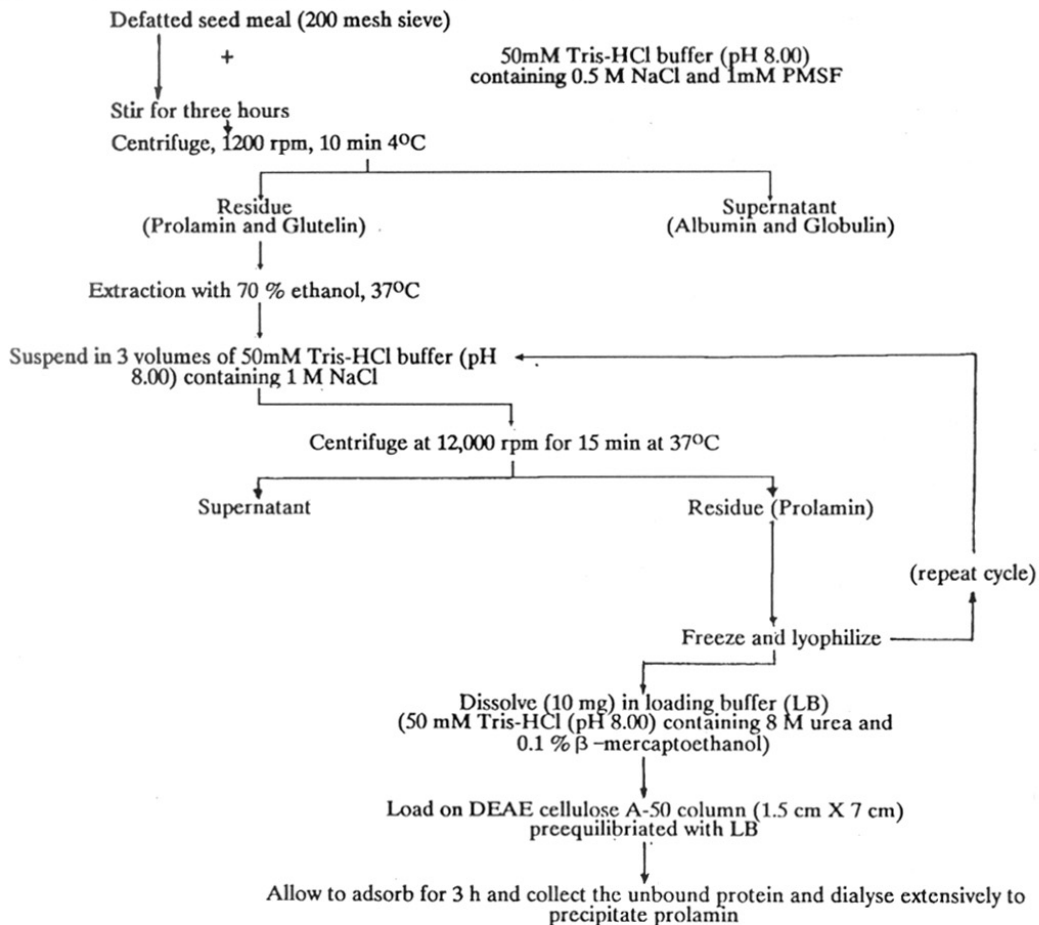 Defatted seed meal (200 mesh sieve)
+
50mM Tris-HCl buffer (pH 8.00)
containing 0.5 M NaCl and 1mM PMSF
Stir for three hours
Centrifuge, 1200 rpm, 10 min 4⁰C
Residue
(Prolamin and Glutelin)
Supernatant
(Albumin and Globulin)
Extraction with 70 % ethanol, 37⁰C
Suspend in 3 volumes of 50mM Tris-HCl buffer (pH
8.00) containing 1 M NaCl
Centrifuge at 12,000 rpm for 15 min at 37⁰C
Supernatant
Residue (Prolamin)
(repeat cycle)
Freeze and lyophilize
Dissolve (10 mg) in loading buffer (LB)
(50 mM Tris-HCl (pH 8.00) containing 8 M urea and
0.1 % β -mercaptoethanol)
Load on DEAE cellulose A-50 column (1.5 cm X 7 cm)
preequilibriated with LB
Allow to adsorb for 3 h and collect the unbound protein and dialyse extensively to
precipitate prolamin